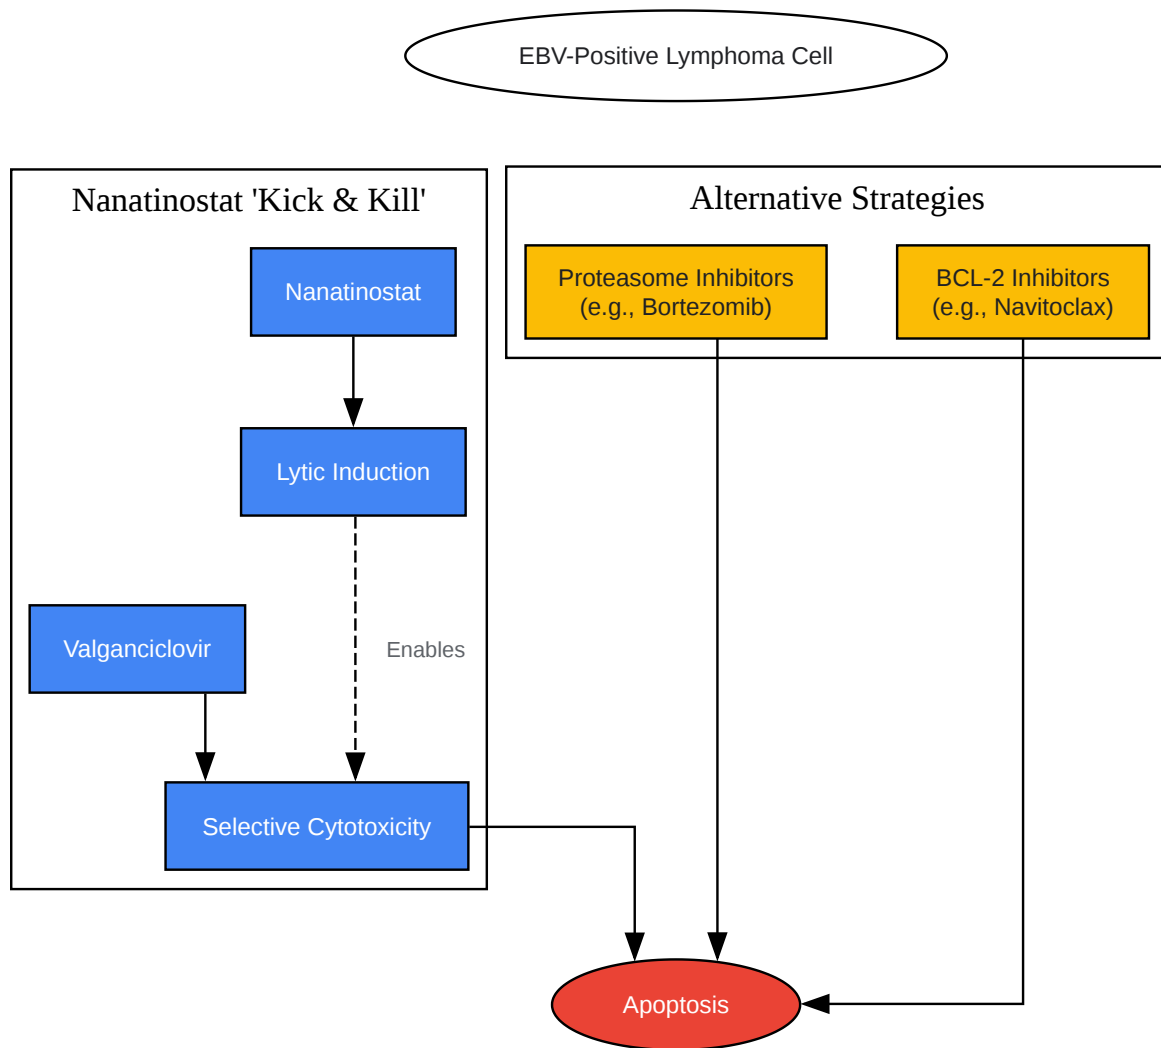 EBV-Positive Lymphoma Cell
Nanatinostat 'Kick & Kill'
Nanatinostat
Lytic Induction
Valganciclovir
Enables
Selective Cytotoxicity
Alternative Strategies
Proteasome Inhibitors
(e.g., Bortezomib)
BCL-2 Inhibitors
(e.g., Navitoclax)
Apoptosis